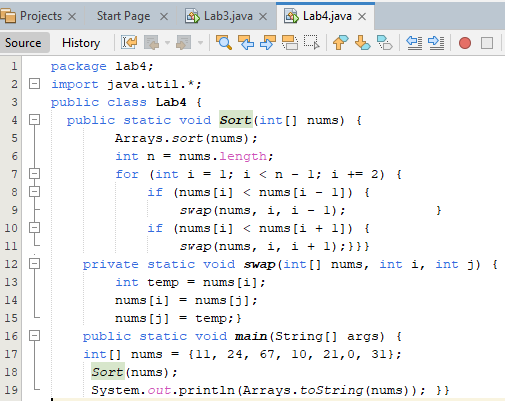 Projects × Start Page × Lab3.java × Lab4.java ×
Source History
1 package lab4;
2 import java.util.*;
3 public class Lab4 {
4 public static void Sort(int[] nums) {
5 Arrays.sort(nums);
6 int n = nums.length;
7 for (int i = 1; i < n - 1; i += 2) {
8 if (nums[i] < nums[i - 1]) {
9 swap(nums, i, i - 1); }
10 if (nums[i] < nums[i + 1]) {
11 swap(nums, i, i + 1);}}}
12 private static void swap(int[] nums, int i, int j) {
13 int temp = nums[i];
14 nums[i] = nums[j];
15 nums[j] = temp;}
16 public static void main(String[] args) {
17 int[] nums = {11, 24, 67, 10, 21,0, 31};
18 Sort(nums);
19 System.out.println(Arrays.toString(nums)); }}